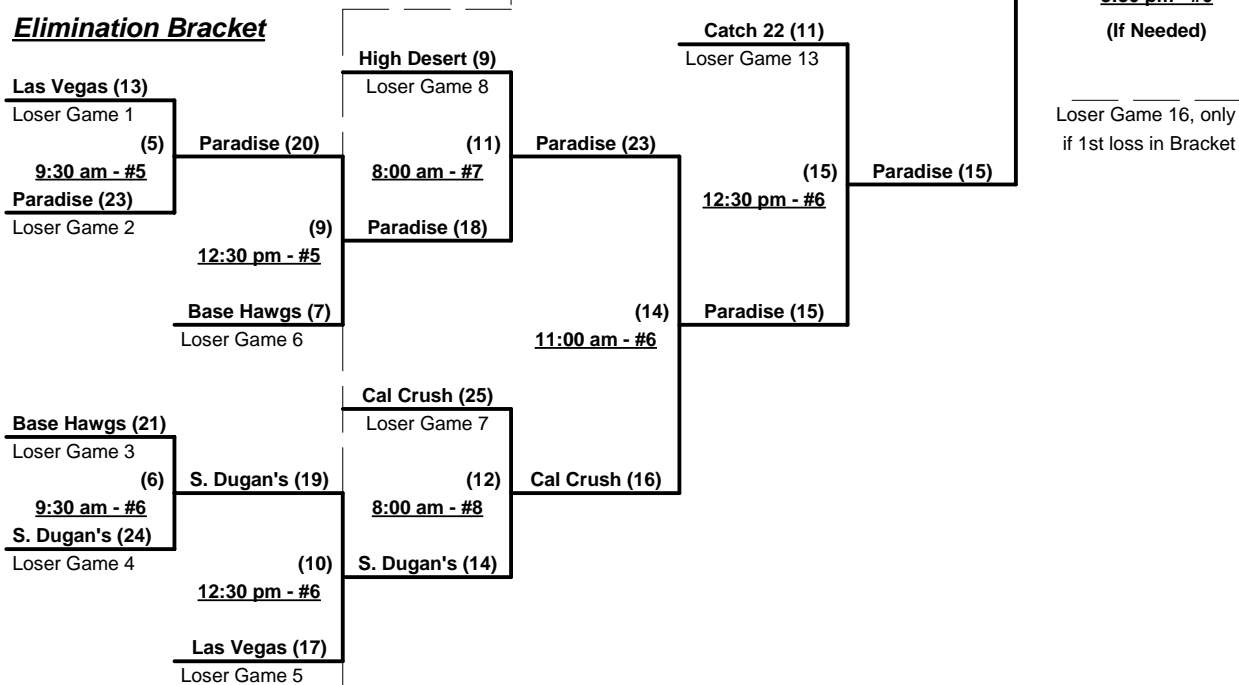 Elimination Bracket
(If Needed)
Catch 22 (11)
Loser Game 13
High Desert (9)
Loser Game 8
Las Vegas (13)
Loser Game 1
Loser Game 16, only
if 1st loss in Bracket
(5)
Paradise (20)
(11)
Paradise (23)
9:30 am - #5
8:00 am - #7
(15)
Paradise (15)
Paradise (23)
12:30 pm - #6
Loser Game 2
(9)
Paradise (18)
12:30 pm - #5
Base Hawgs (7)
Loser Game 6
(14)
Paradise (15)
11:00 am - #6
Cal Crush (25)
Loser Game 7
Base Hawgs (21)
Loser Game 3
(6)
S. Dugan's (19)
(12)
Cal Crush (16)
9:30 am - #6
8:00 am - #8
S. Dugan's (24)
Loser Game 4
(10)
S. Dugan's (14)
12:30 pm - #6
Las Vegas (17)
Loser Game 5